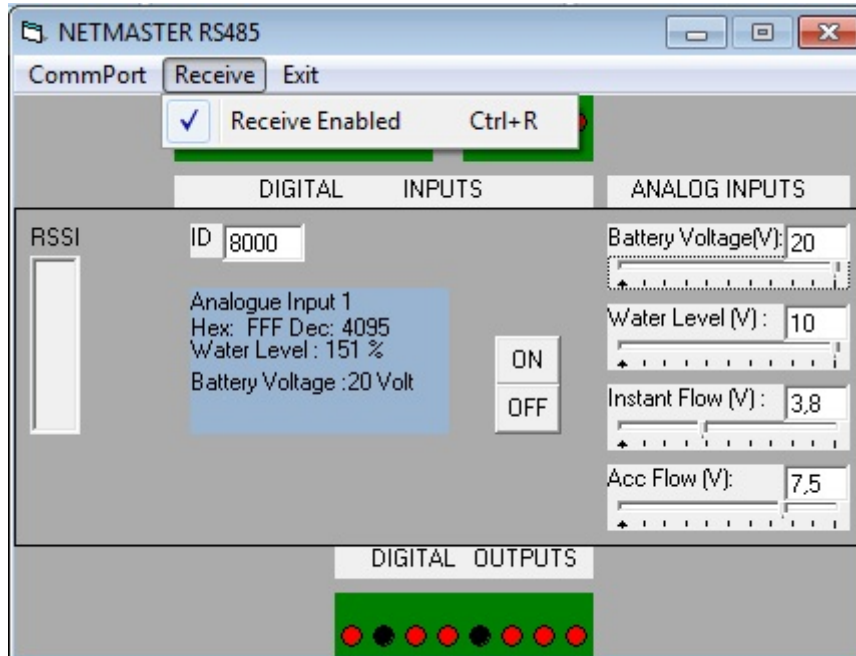 NETMASTER RS485
CommPort Receive Exit
Receive Enabled Ctrl+R
DIGITAL INPUTS
ANALOG INPUTS
RSSI
ID 8000
Analogue Input 1
Hex: FFF Dec: 4095
Water Level : 151 %
Battery Voltage :20 Volt
ON
OFF
Battery Voltage(V): 20
Water Level (V) : 10
Instant Flow (V) : 3,8
Acc Flow (V): 7,5
DIGITAL OUTPUTS